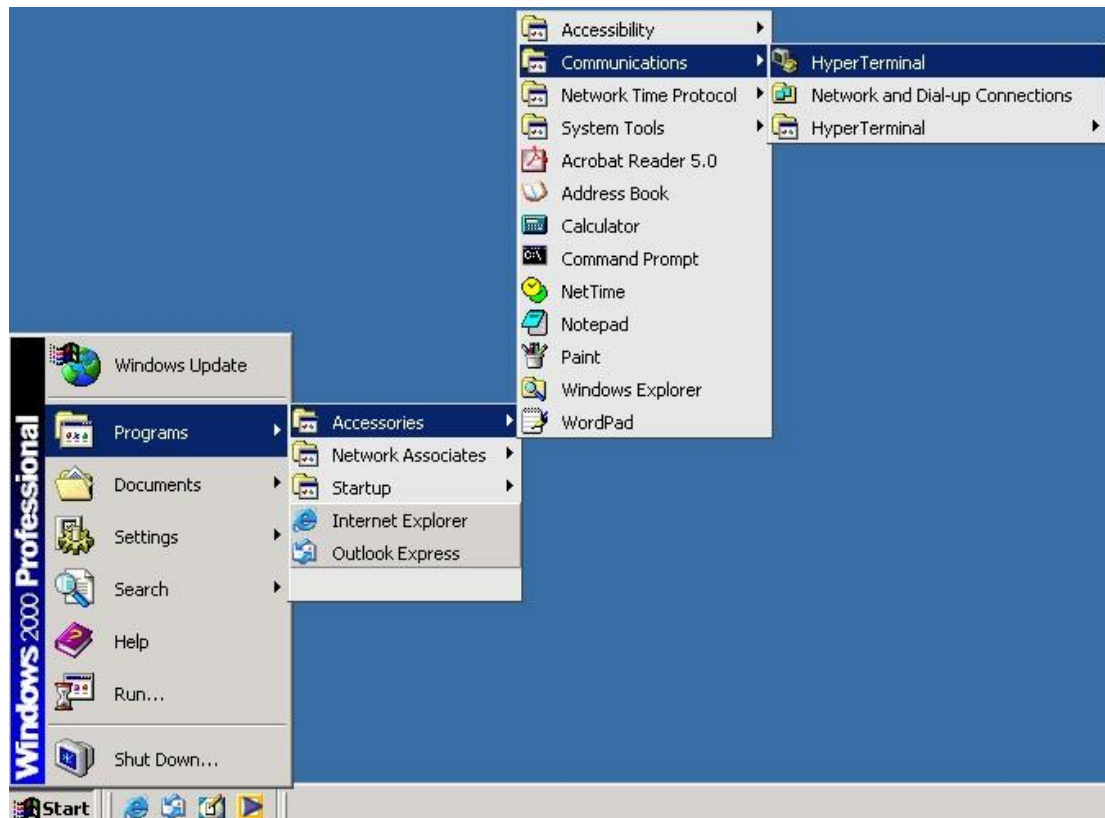 Accessibility
Communications
Network Time Protocol
System Tools
Acrobat Reader 5.0
Address Book
Calculator
Command Prompt
NetTime
Notepad
Paint
Windows Explorer
WordPad
HyperTerminal
Network and Dial-up Connections
HyperTerminal
Windows Update
Programs
Documents
Settings
Search
Help
Run...
Shut Down...
Accessories
Network Associates
Startup
Internet Explorer
Outlook Express
Windows 2000 Professional
Start